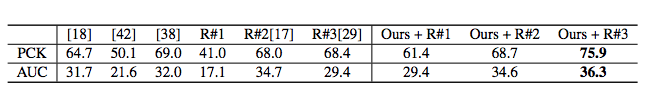 [18] [42] [38] R#1 R#2[17] R#3[29] Ours + R#1 Ours + R#2 Ours + R#3
PCK 64.7 50.1 69.0 41.0 68.0 68.4 61.4 68.7 75.9
AUC 31.7 21.6 32.0 17.1 34.7 29.4 29.4 34.6 36.3